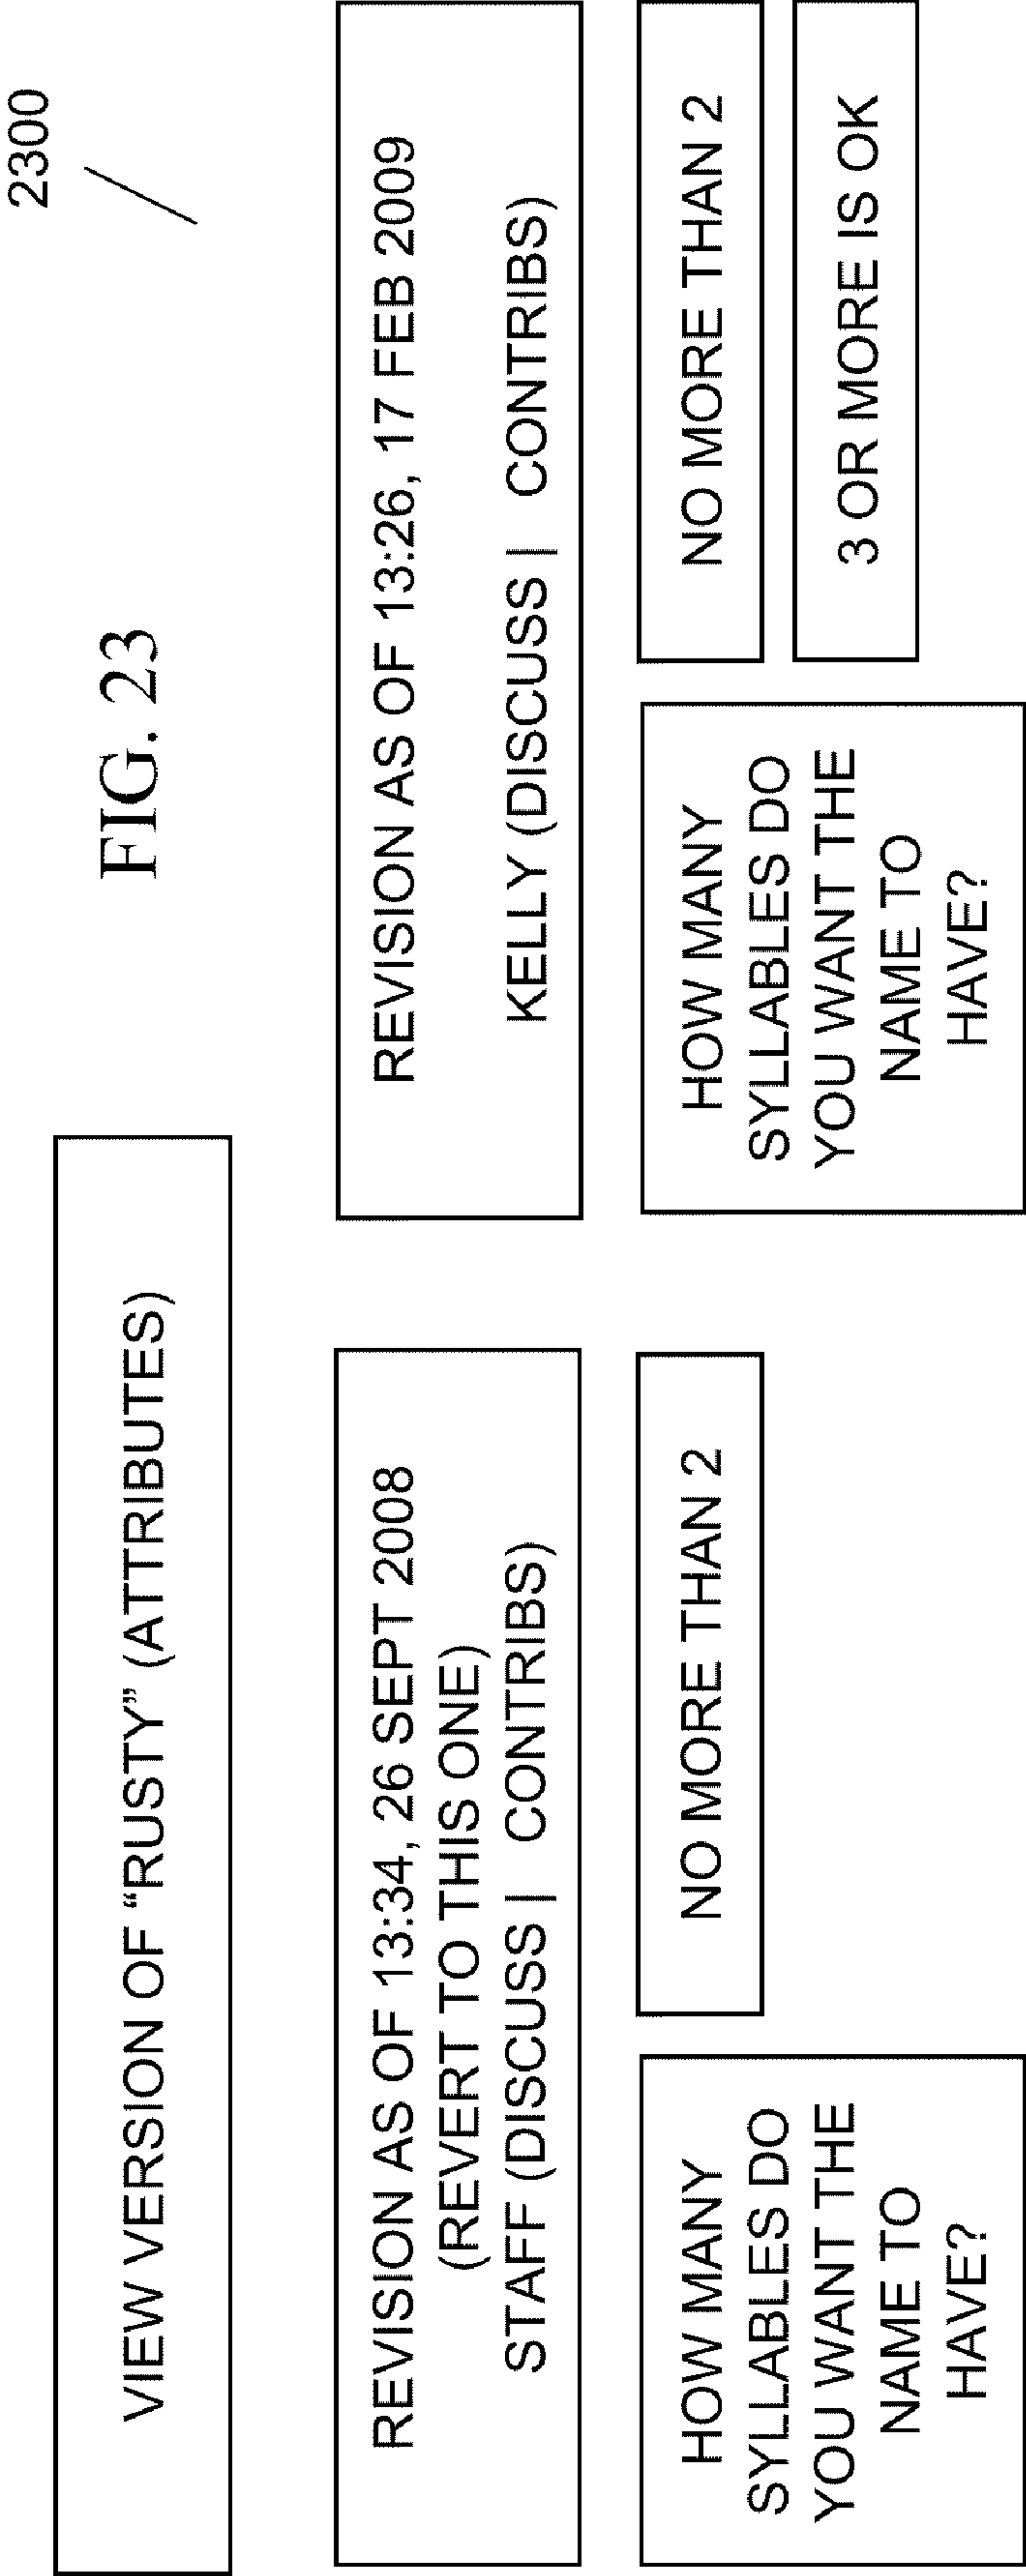 2300
FIG. 23
VIEW VERSION OF “RUSTY” (ATTRIBUTES)
REVISION AS OF 13:34, 26 SEPT 2008
(REVERT TO THIS ONE)
STAFF (DISCUSS | CONTRIBS)
REVISION AS OF 13:26, 17 FEB 2009
KELLY (DISCUSS | CONTRIBS)
HOW MANY
SYLLABLES DO
YOU WANT THE
NAME TO
HAVE?
NO MORE THAN 2
HOW MANY
SYLLABLES DO
YOU WANT THE
NAME TO
HAVE?
NO MORE THAN 2
3 OR MORE IS OK